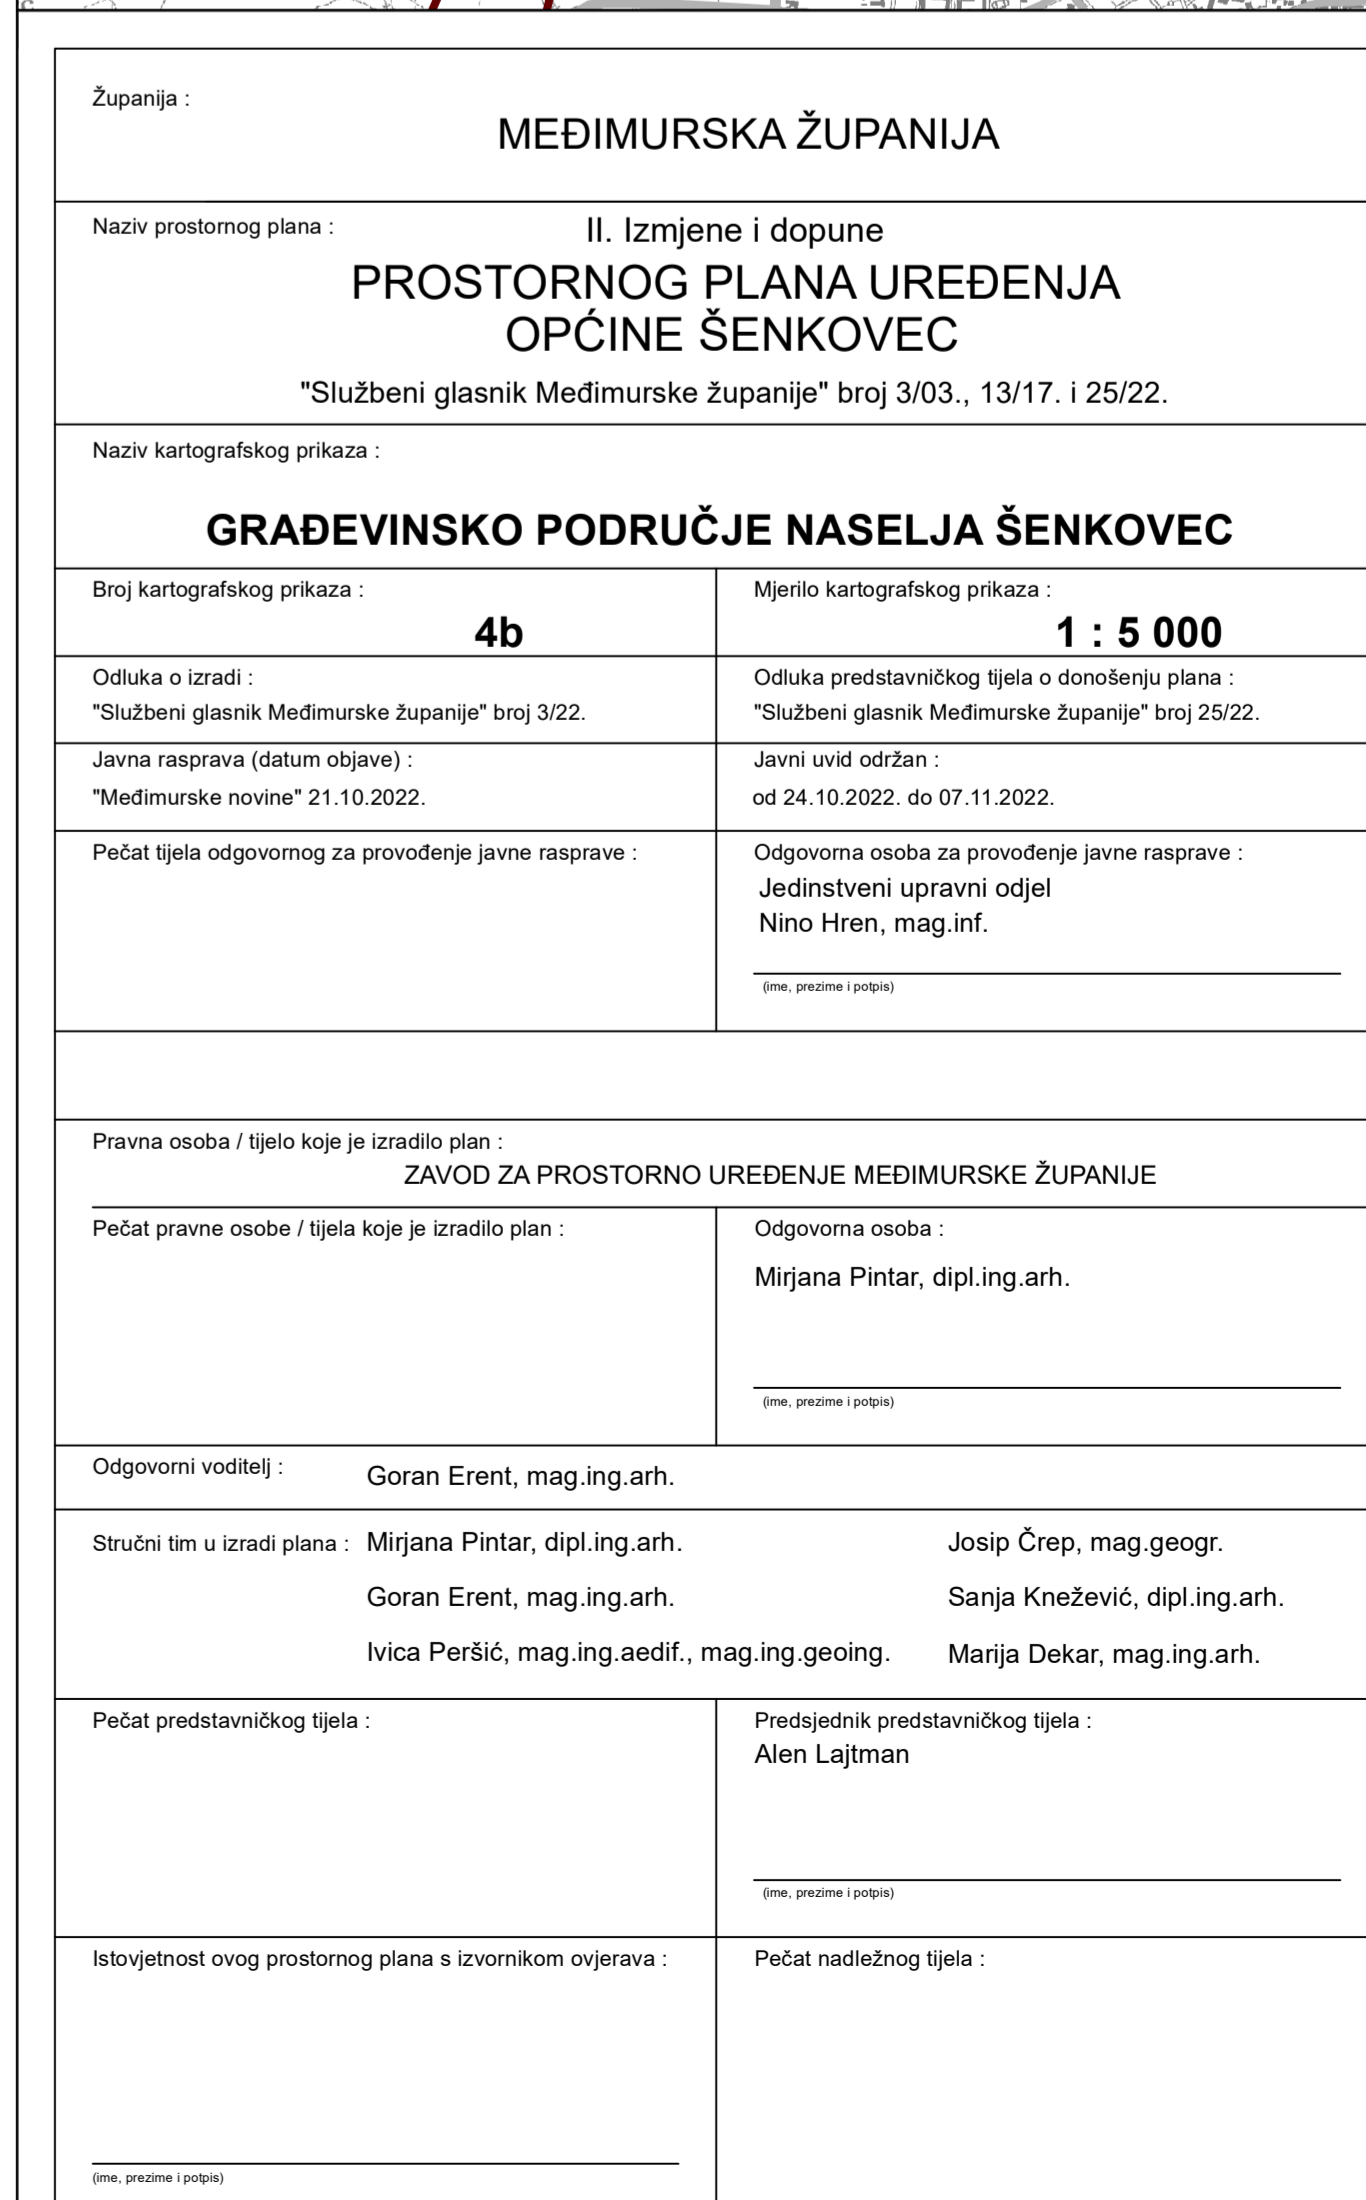 Županija :
MEĐIMURSKA ŽUPANIJA
Naziv prostornog plana :
II. Izmjene i dopune
PROSTORNOG PLANA UREĐENJA
OPĆINE ŠENKOVEC
"Službeni glasnik Međimurske županije" broj 3/03., 13/17. i 25/22.
Naziv kartografskog prikaza :
GRAĐEVINSKO PODRUČJE NASELJA ŠENKOVEC
Broj kartografskog prikaza :
4b
Mjerilo kartografskog prikaza :
1 : 5 000
Odluka o izradi :
"Službeni glasnik Međimurske županije" broj 3/22.
Odluka predstavničkog tijela o donošenju plana :
"Službeni glasnik Međimurske županije" broj 25/22.
Javna rasprava (datum objave) :
"Međimurske novine" 21.10.2022.
Javni uvid održan :
od 24.10.2022. do 07.11.2022.
Pečat tijela odgovornog za provođenje javne rasprave :
Odgovorna osoba za provođenje javne rasprave :
Jedinstveni upravni odjel
Nino Hren, mag.inf.
(ime, prezime i potpis)
Pravna osoba / tijelo koje je izradilo plan :
ZAVOD ZA PROSTORNO UREĐENJE MEĐIMURSKE ŽUPANIJE
Pečat pravne osobe / tijela koje je izradilo plan :
Odgovorna osoba :
Mirjana Pintar, dipl.ing.arh.
(ime, prezime i potpis)
Odgovorni voditelj :
Goran Erent, mag.ing.arh.
Stručni tim u izradi plana :
Mirjana Pintar, dipl.ing.arh.
Josip Črep, mag.geogr.
Goran Erent, mag.ing.arh.
Sanja Knežević, dipl.ing.arh.
Ivica Peršić, mag.ing.aedif., mag.ing.geoing.
Marija Dekar, mag.ing.arh.
Pečat predstavničkog tijela :
Predsjednik predstavničkog tijela :
Alen Lajtman
(ime, prezime i potpis)
Istovjetnost ovog prostornog plana s izvornikom ovjerava :
(ime, prezime i potpis)
Pečat nadležnog tijela :